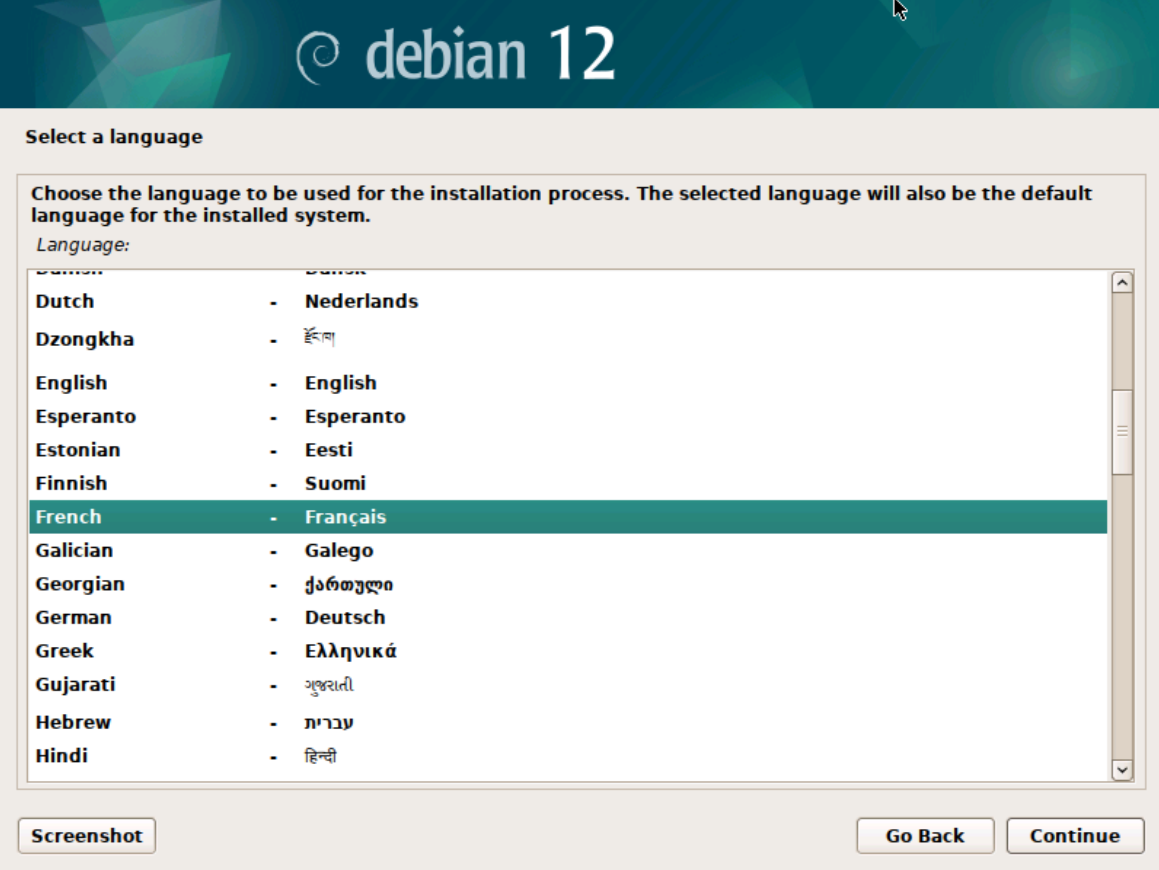 debian 12
Select a language
Choose the language to be used for the installation process. The selected language will also be the default
language for the installed system.
Language:
Dutch - Nederlands
Dzongkha - རྫོང་ཁ།
English - English
Esperanto - Esperanto
Estonian - Eesti
Finnish - Suomi
French - Français
Galician - Galego
Georgian - ქართული
German - Deutsch
Greek - Ελληνικά
Gujarati - ગુજરાતી
Hebrew - עברית
Hindi - हिन्दी
Screenshot
Go Back
Continue